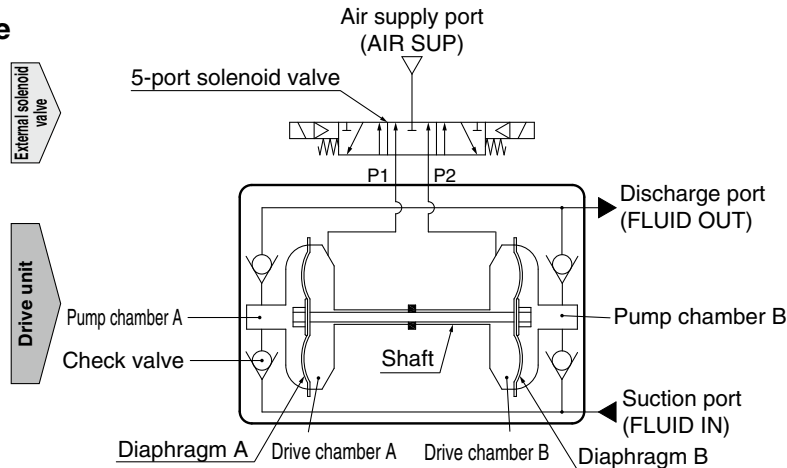 e
Air supply port
(AIR SUP)
5-port solenoid valve
External solenoid
valve
P1
P2
Discharge port
(FLUID OUT)
Drive unit
Pump chamber A
Pump chamber B
Check valve
Shaft
Suction port
(FLUID IN)
Diaphragm A
Drive chamber A
Drive chamber B
Diaphragm B